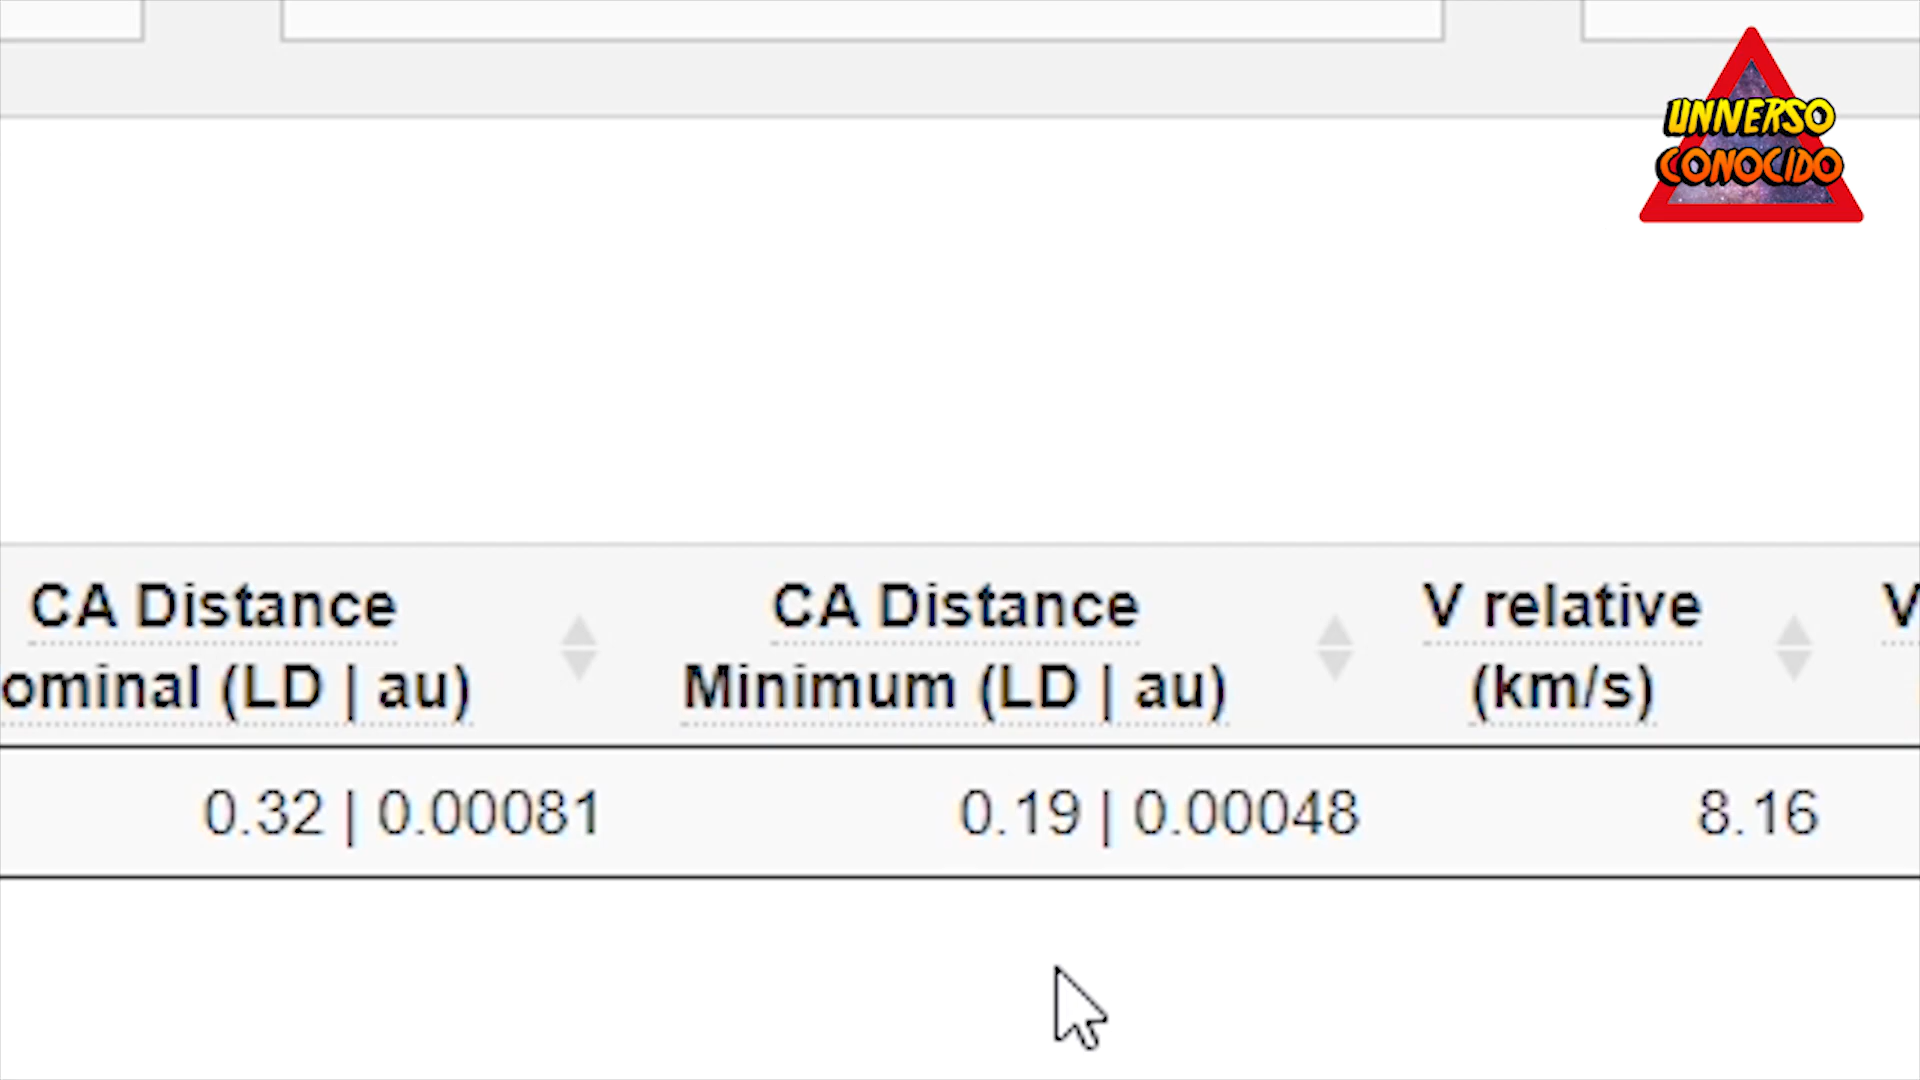 UNIVERSO
CONOCIDO
CA Distance
ominal (LD | au)
CA Distance
Minimum (LD | au)
V relative
(km/s)
V
0.32 | 0.00081
0.19 | 0.00048
8.16